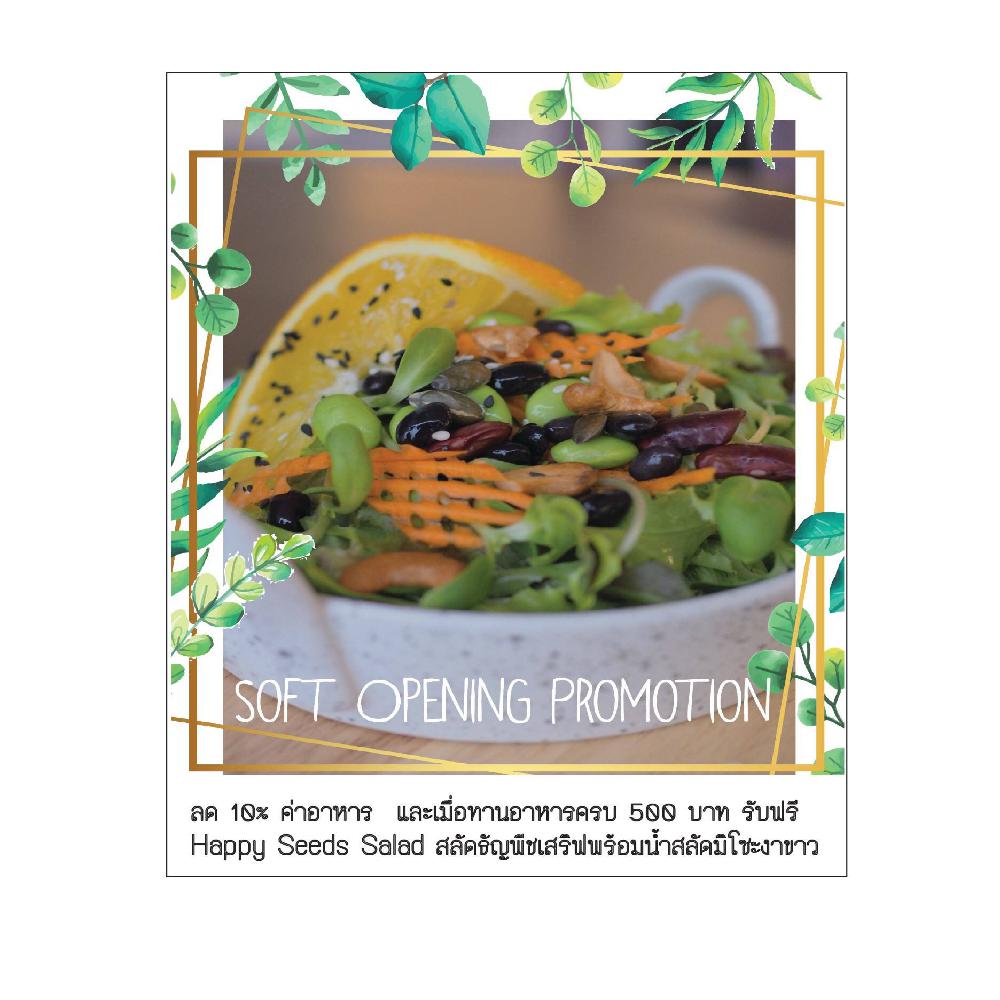 SOFT OPENING PROMOTION
ลด 10% ค่าอาหาร และเมื่อทานอาหารครบ 500 บาท รับฟรี
Happy Seeds Salad สลัดธัญพืชเสริฟพร้อมน้ำสลัดมิโซะงาขาว